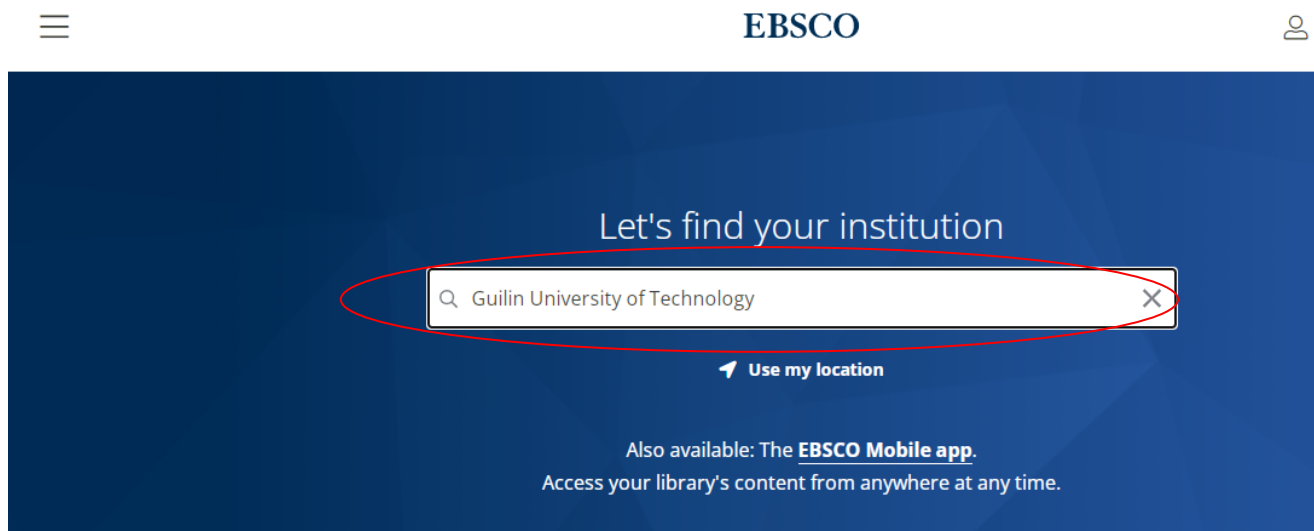 EBSCO
Let's find your institution
Guilin University of Technology
Use my location
Also available: The EBSCO Mobile app.
Access your library's content from anywhere at any time.